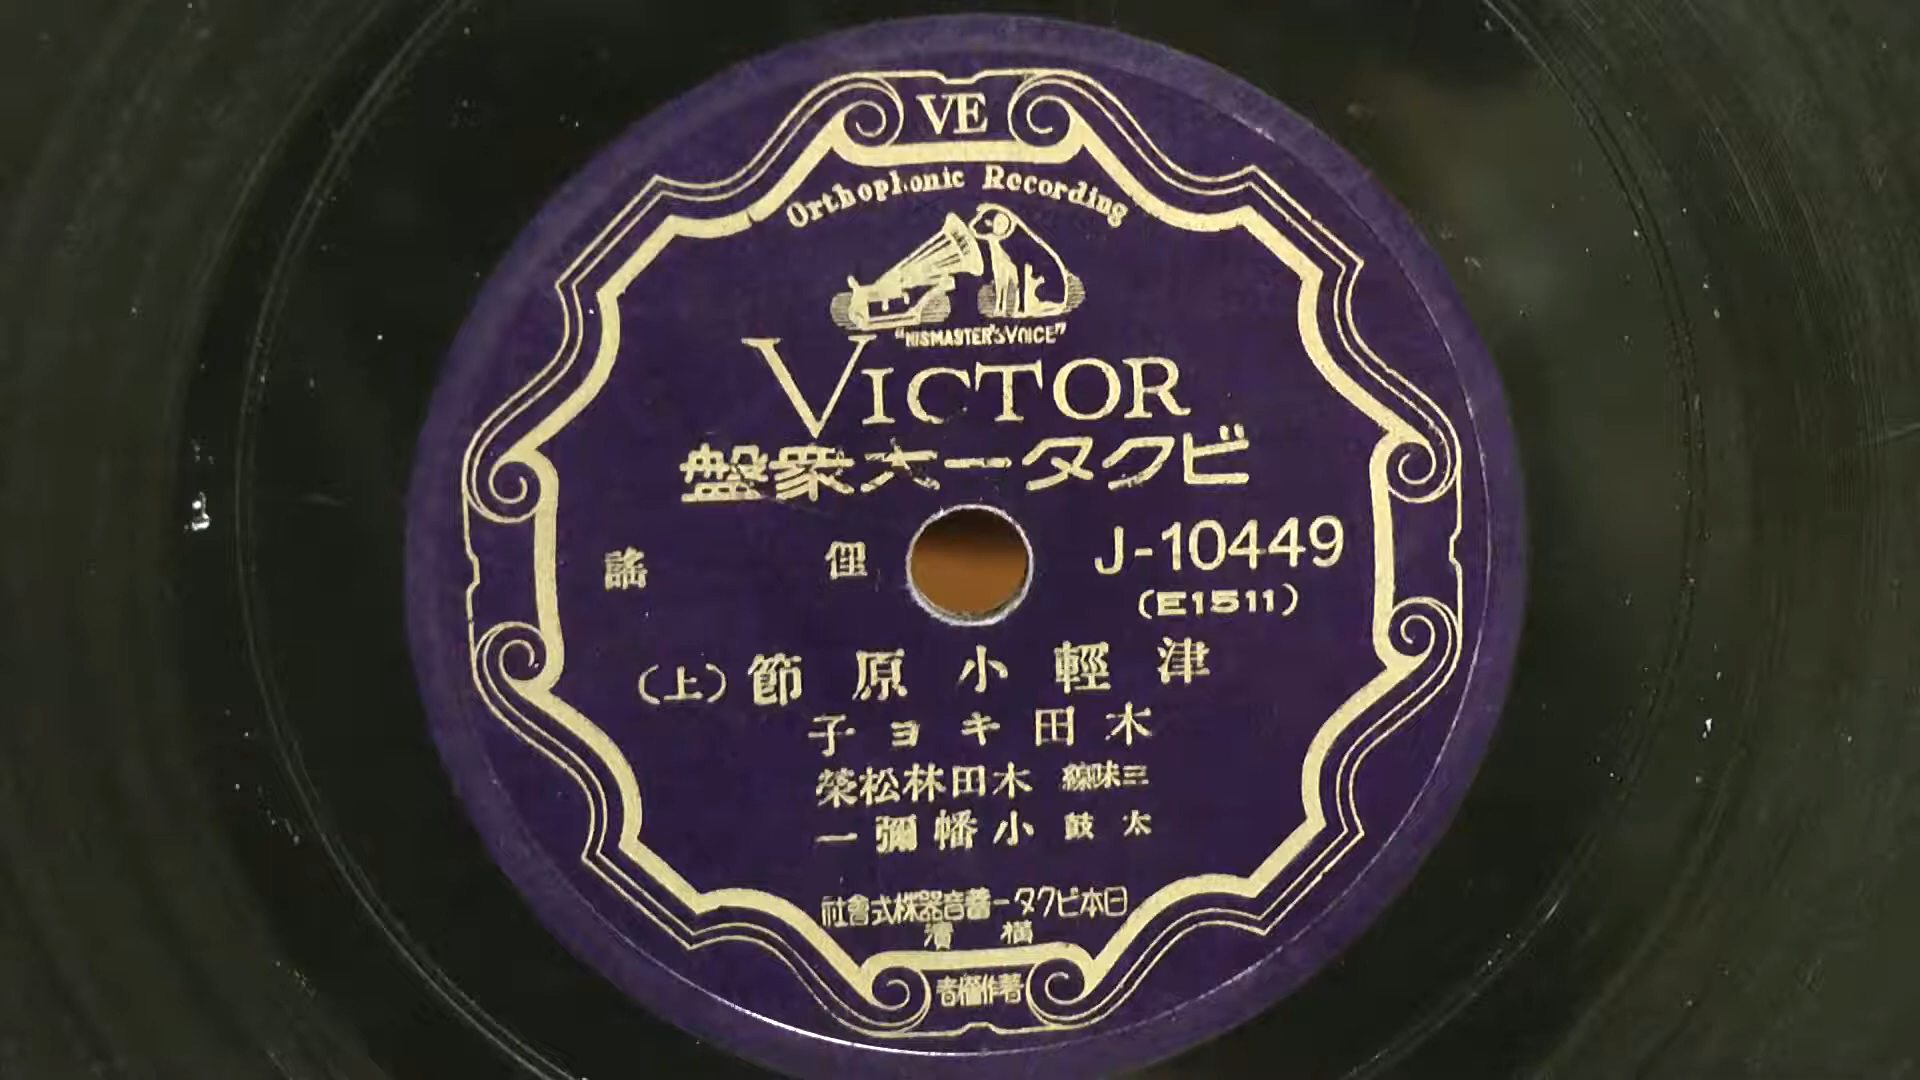 VE
Orthophonic Recording
"HIS MASTER'S VOICE"
VICTOR
ビクター大衆盤
俚謠
J-10449
(E1511)
津輕小原節(上)
木田キヨ子
三味線 木田林松榮
太鼓 小幡彌一
日本ビクター蓄音器株式會社
横濱
著作權者